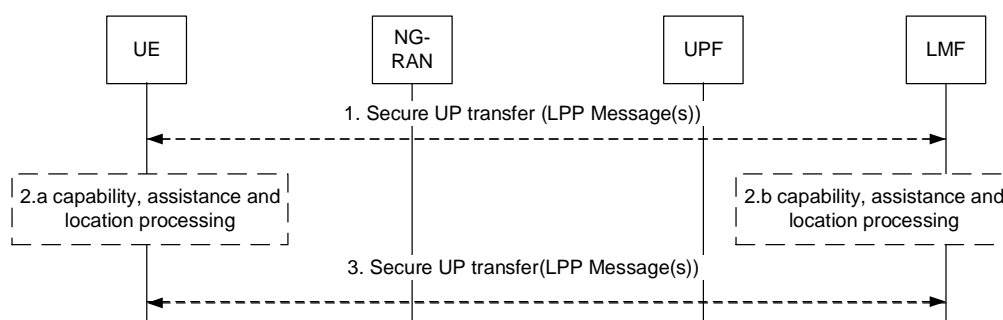 UE
NG-
RAN
UPF
LMF
1. Secure UP transfer (LPP Message(s))
2.a capability, assistance and
location processing
2.b capability, assistance and
location processing
3. Secure UP transfer(LPP Message(s))